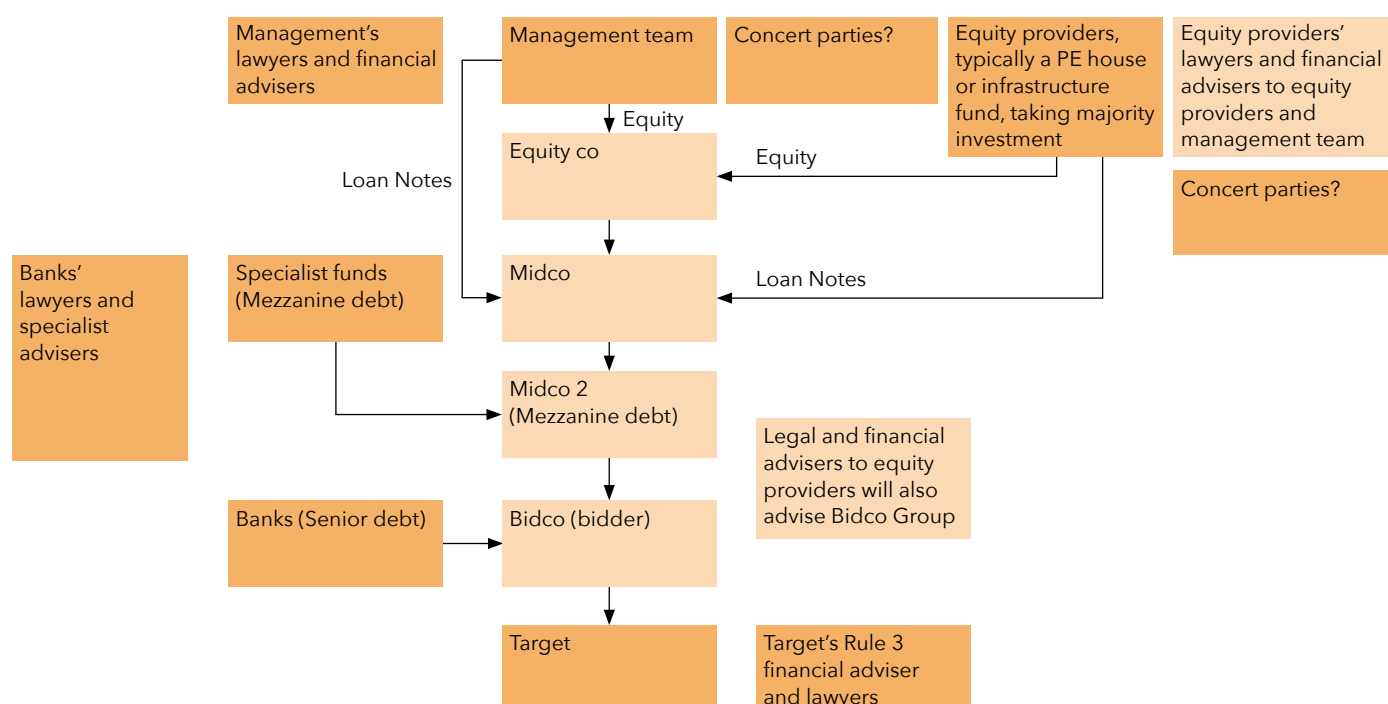 Management's
lawyers and financial
advisers
Management team
Concert parties?
Equity providers,
typically a PE house
or infrastructure
fund, taking majority
investment
Equity providers'
lawyers and financial
advisers to equity
providers and
management team
Equity
Equity co
Equity
Loan Notes
Concert parties?
Banks'
lawyers and
specialist
advisers
Specialist funds
(Mezzanine debt)
Midco
Loan Notes
Midco 2
(Mezzanine debt)
Legal and financial
advisers to equity
providers will also
advise Bidco Group
Banks (Senior debt)
Bidco (bidder)
Target
Target's Rule 3
financial adviser
and lawyers